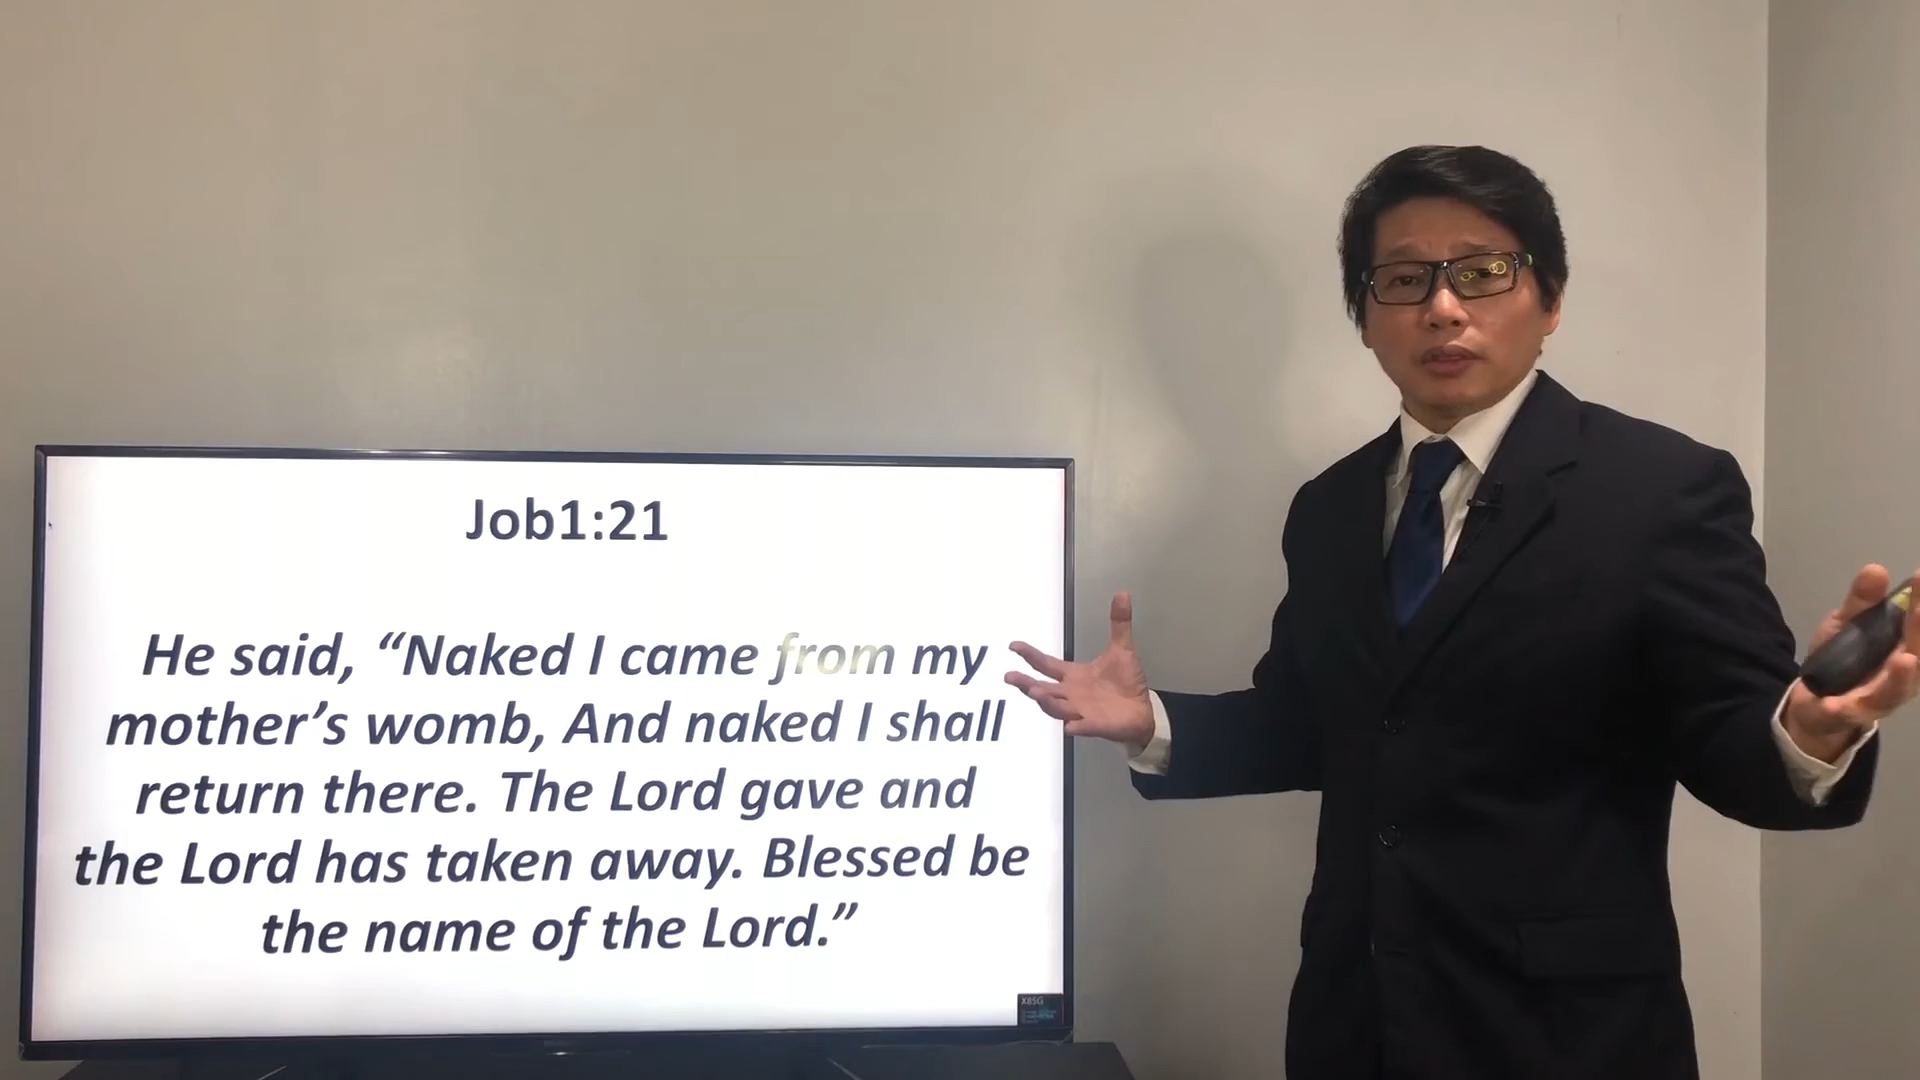 Job1:21
He said, “Naked I came from my
mother’s womb, And naked I shall
return there. The Lord gave and
the Lord has taken away. Blessed be
the name of the Lord.”
X85G